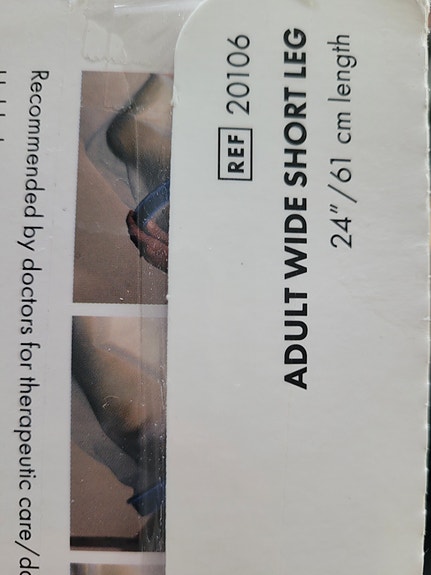 REF 20106
ADULT WIDE SHORT LEG
24"/61 cm length
Recommended by doctors for therapeutic care/